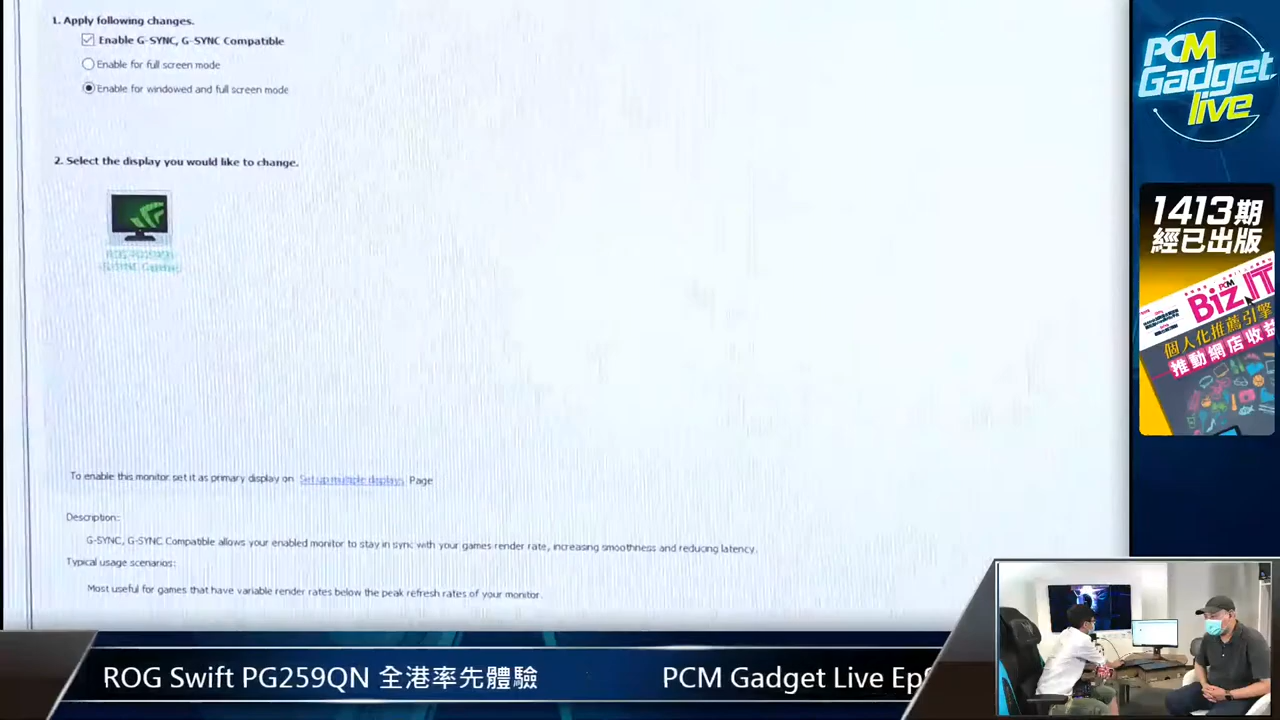 1. Apply following changes.
Enable G-SYNC, G-SYNC Compatible
Enable for full screen mode
Enable for windowed and full screen mode
2. Select the display you would like to change.
To enable this monitor set it as primary display on Set up multiple displays Page
Description:
G-SYNC, G-SYNC Compatible allows your enabled monitor to stay in sync with your games render rate, increasing smoothness and reducing latency.
Typical usage scenarios:
Most useful for games that have variable render rates below the peak refresh rates of your monitor.
PCM
Gadget
live
1413期
經已出版
PCM
Biz IT
個人化推薦引擎
推動網店收益
ROG Swift PG259QN 全港率先體驗
PCM Gadget Live Ep